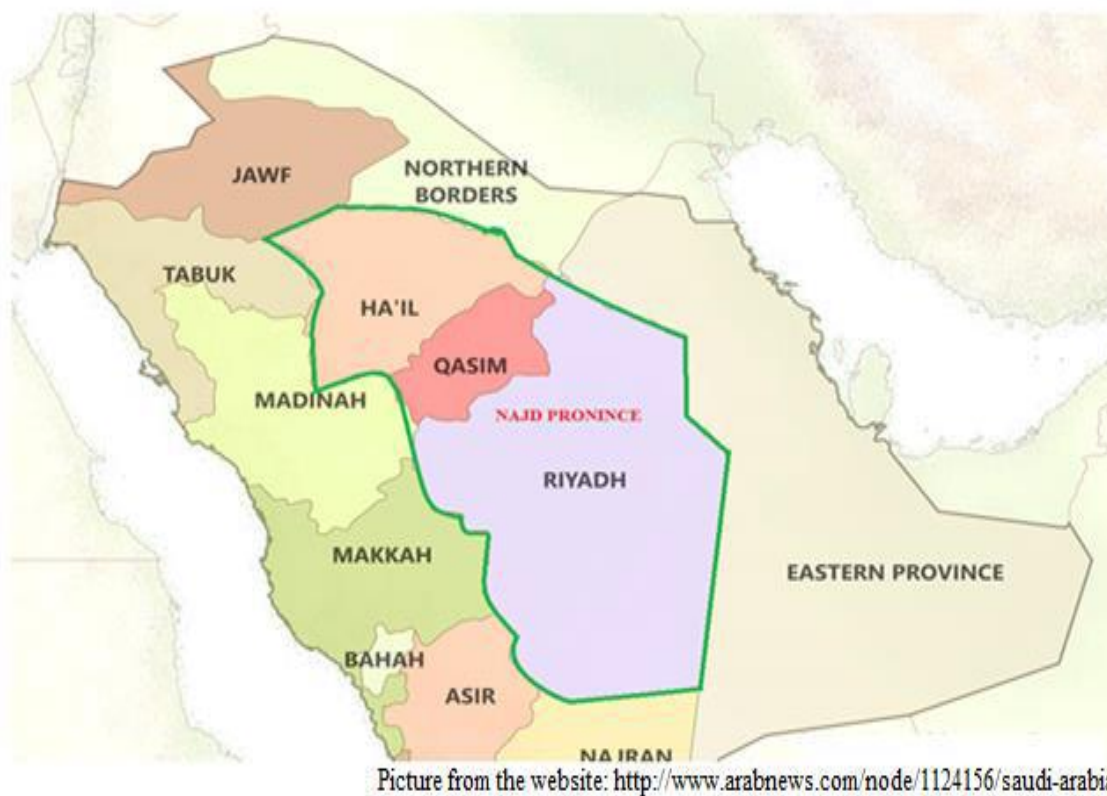 JAWF
NORTHERN
BORDERS
TABUK
HA'IL
QASIM
MADINAH
NAJD PRONINCE
RIYADH
MAKKAH
EASTERN PROVINCE
BAHAH
ASIR
NAJRAN
Picture from the website: http://www.arabnews.com/node/1124156/saudi-arabia